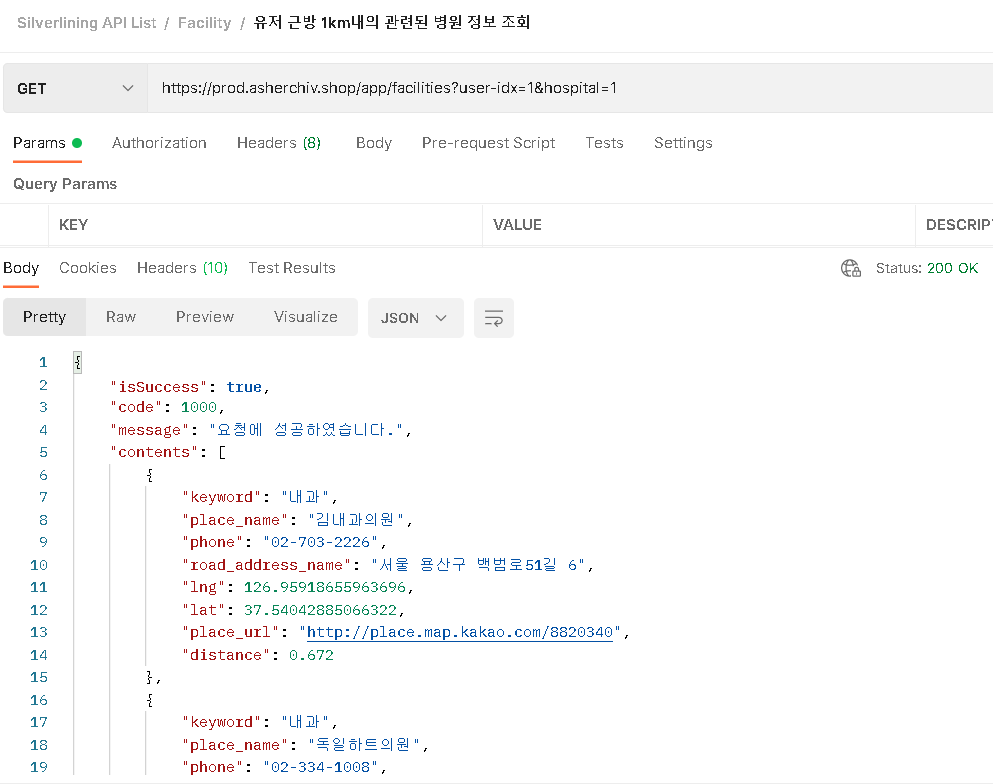 Silverlining API List / Facility / 유저 근방 1km내의 관련된 병원 정보 조회
GET https://prod.asherchiv.shop/app/facilities?user-idx=1&hospital=1
Params Authorization Headers (8) Body Pre-request Script Tests Settings
Query Params
KEY VALUE DESCRIPT
Body Cookies Headers (10) Test Results Status: 200 OK
Pretty Raw Preview Visualize JSON
1 {
2 "isSuccess": true,
3 "code": 1000,
4 "message": "요청에 성공하였습니다.",
5 "contents": [
6 {
7 "keyword": "내과",
8 "place_name": "김내과의원",
9 "phone": "02-703-2226",
10 "road_address_name": "서울 용산구 백범로51길 6",
11 "lng": 126.95918655963696,
12 "lat": 37.54042885066322,
13 "place_url": "http://place.map.kakao.com/8820340",
14 "distance": 0.672
15 },
16 {
17 "keyword": "내과",
18 "place_name": "독일하트의원",
19 "phone": "02-334-1008",